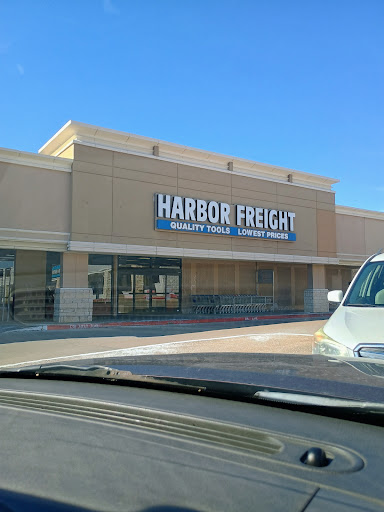 HARBOR FREIGHT
QUALITY TOOLS LOWEST PRICES